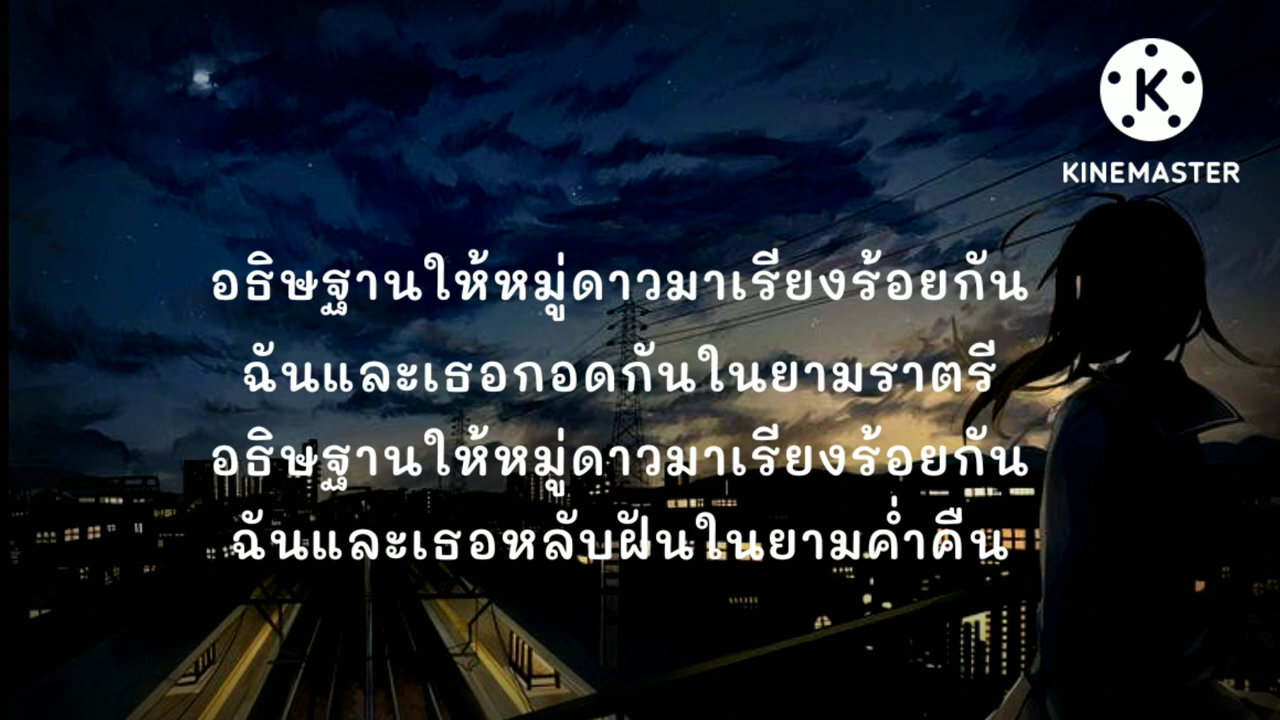 KINEMASTER
อธิษฐานให้หมู่ดาวมาเรียงร้อยกัน
ฉันและเธอกอดกันในยามราตรี
อธิษฐานให้หมู่ดาวมาเรียงร้อยกัน
ฉันและเธอหลับฝันในยามค่ำคืน